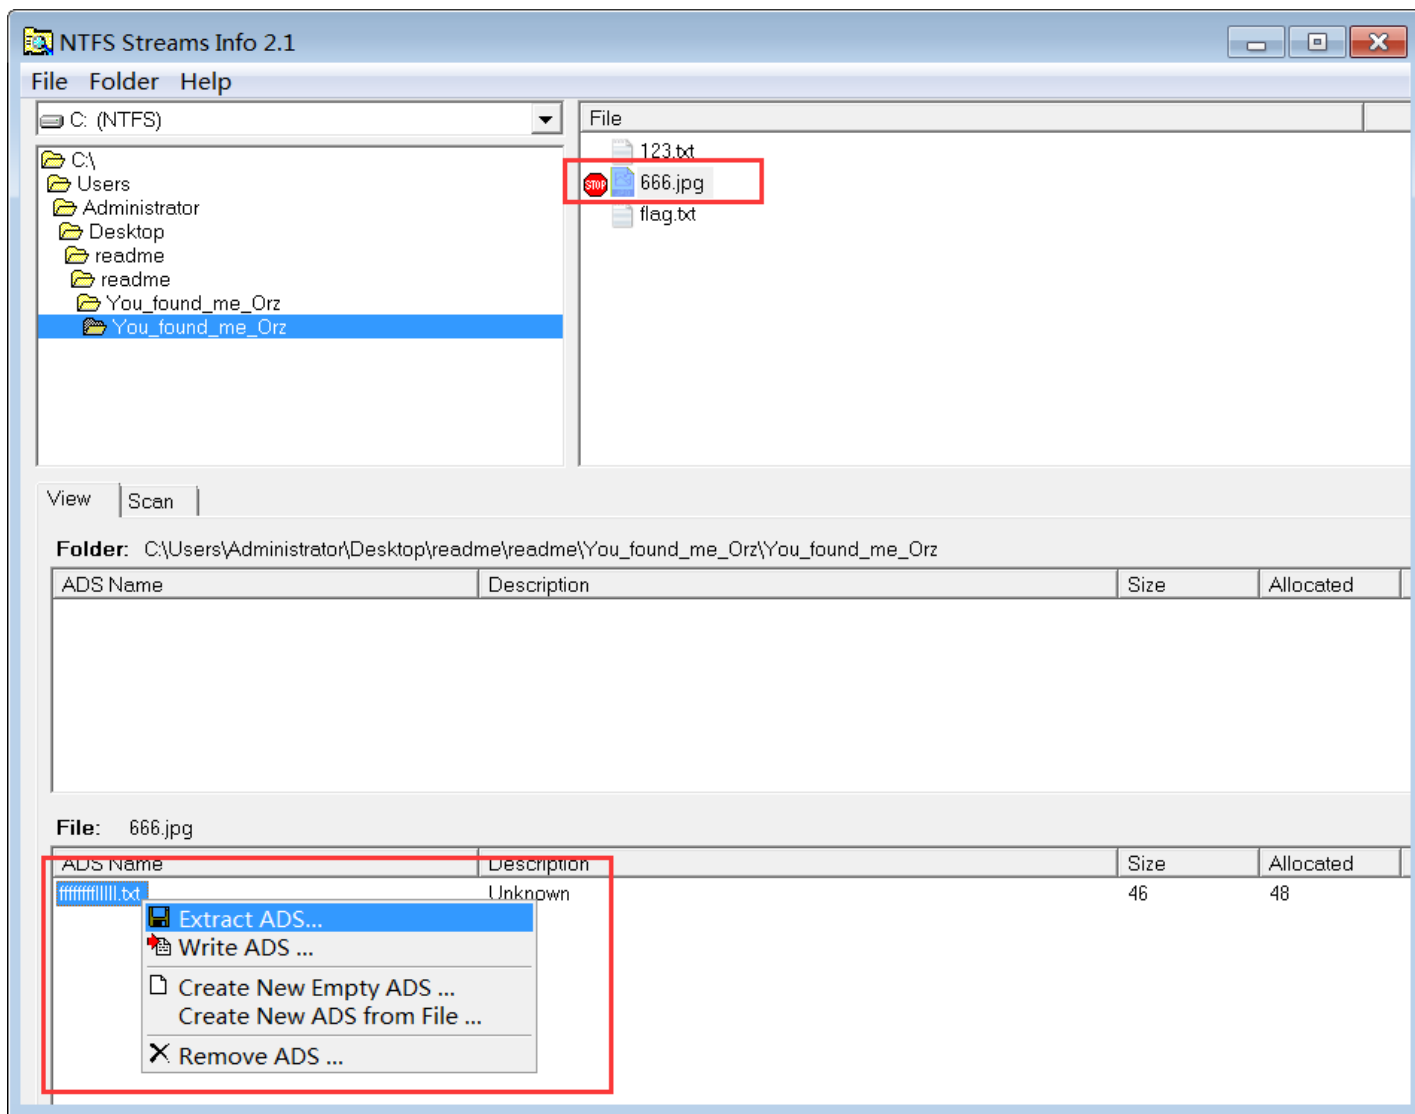 NTFS Streams Info 2.1
File Folder Help
C: (NTFS)
C:\
Users
Administrator
Desktop
readme
readme
You_found_me_Orz
You_found_me_Orz
File
123.txt
STOP 666.jpg
flag.txt
View Scan
Folder: C:\Users\Administrator\Desktop\readme\readme\You_found_me_Orz\You_found_me_Orz
ADS Name Description Size Allocated
File: 666.jpg
ADS Name Description Size Allocated
Unknown 46 48
Extract ADS...
Write ADS ...
Create New Empty ADS ...
Create New ADS from File ...
Remove ADS ...